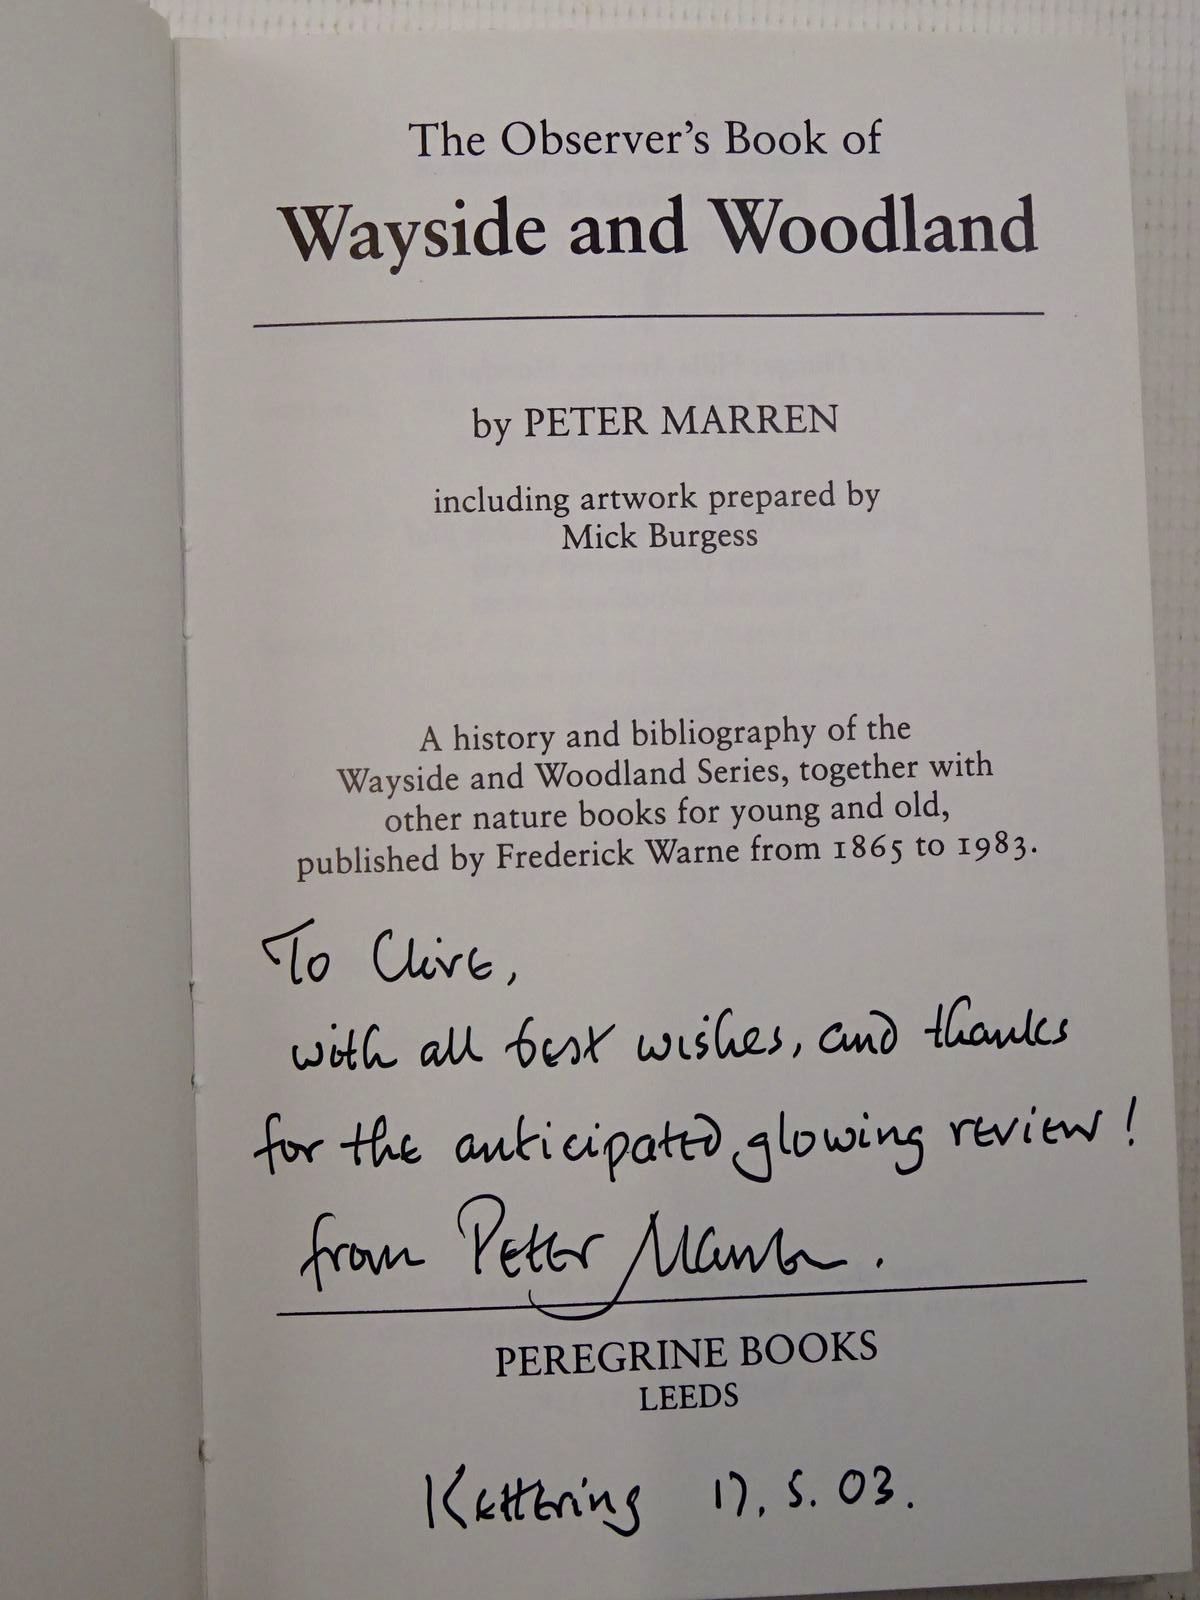 The Observer's Book of
Wayside and Woodland
by PETER MARREN
including artwork prepared by
Mick Burgess
A history and bibliography of the
Wayside and Woodland Series, together with
other nature books for young and old,
published by Frederick Warne from 1865 to 1983.
To Clive,
with all best wishes, and thanks
for the anticipated glowing review!
from Peter Marren.
PEREGRINE BOOKS
LEEDS
Kettering 17. 5. 03.